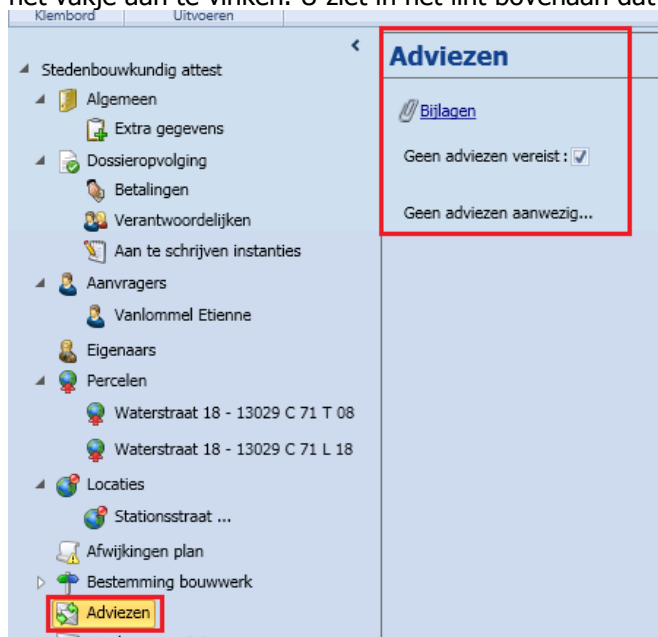 het vakje aan te vinken. U ziet in het lint bovenaan dat
Klembord Uitvoeren
Stedenbouwkundig attest
Algemeen
Extra gegevens
Dossieropvolging
Betalingen
Verantwoordelijken
Aan te schrijven instanties
Aanvragers
Vanlommel Etienne
Eigenaars
Percelen
Waterstraat 18 - 13029 C 71 T 08
Waterstraat 18 - 13029 C 71 L 18
Locaties
Stationsstraat ...
Afwijkingen plan
Bestemming bouwwerk
Adviezen
Adviezen
Bijlagen
Geen adviezen vereist :
Geen adviezen aanwezig...